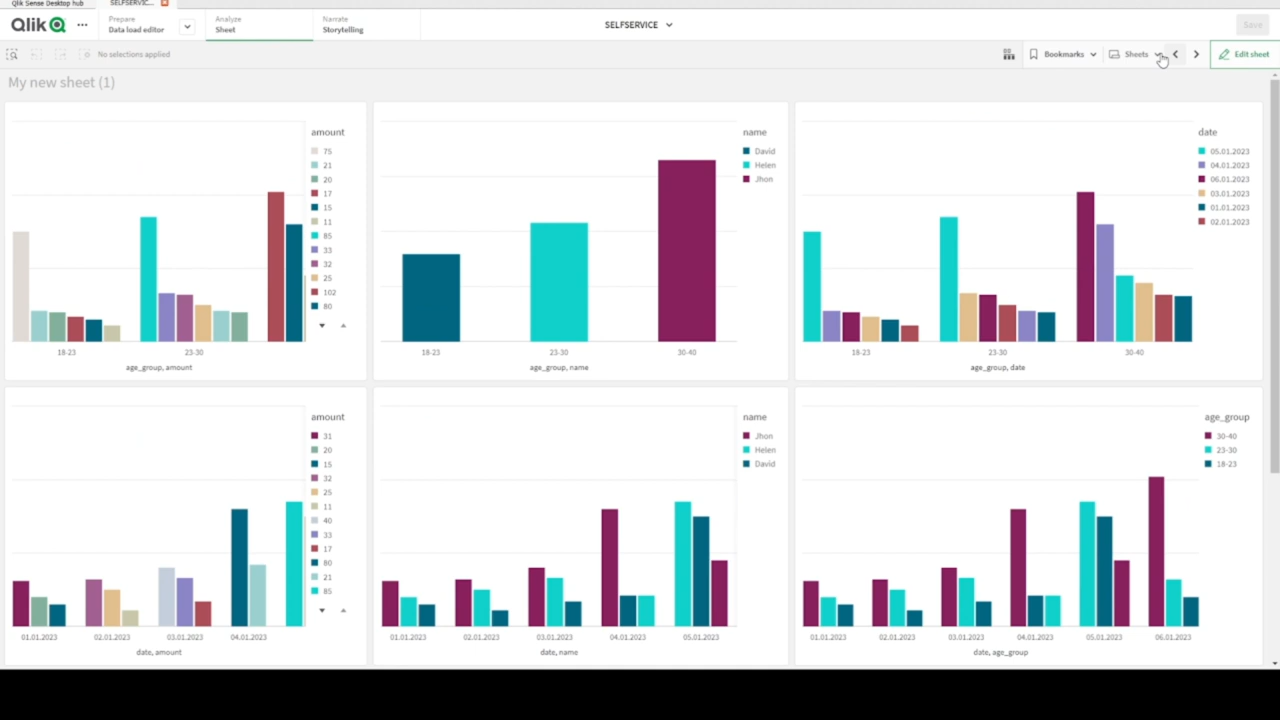 Qlik Sense Desktop hub
SELFSERVIC...
Qlik
Prepare
Data load editor
Analyze
Sheet
Narrate
Storytelling
SELFSERVICE
Save
No selections applied
Bookmarks
Sheets
Edit sheet
My new sheet (1)
amount
75
21
20
17
15
11
85
33
32
25
102
80
18-23
23-30
age_group, amount
name
David
Helen
Jhon
18-23
23-30
30-40
age_group, name
date
05.01.2023
04.01.2023
06.01.2023
03.01.2023
01.01.2023
02.01.2023
18-23
23-30
30-40
age_group, date
amount
31
20
15
32
25
11
40
33
17
80
21
85
01.01.2023
02.01.2023
03.01.2023
04.01.2023
date, amount
name
Jhon
Helen
David
01.01.2023
02.01.2023
03.01.2023
04.01.2023
05.01.2023
date, name
age_group
30-40
23-30
18-23
01.01.2023
02.01.2023
03.01.2023
04.01.2023
05.01.2023
06.01.2023
date, age_group